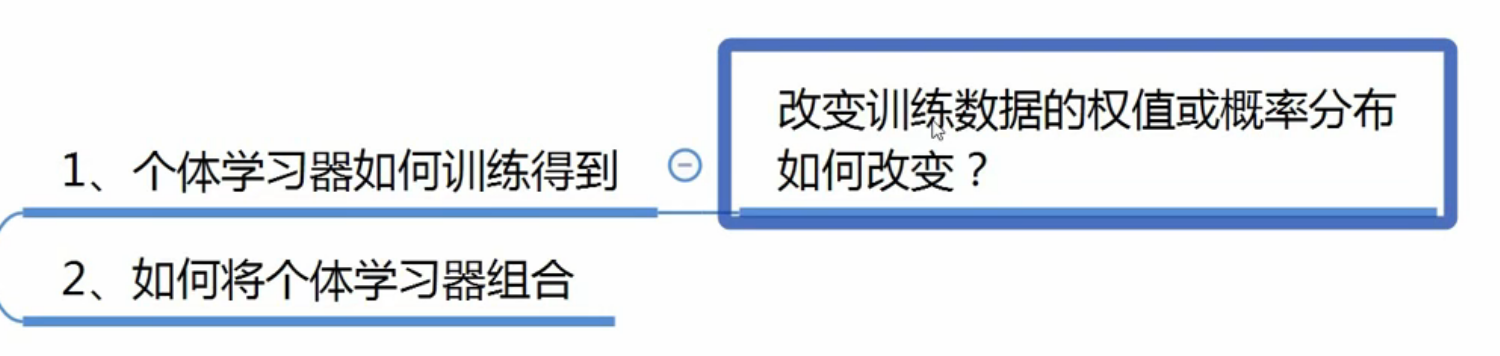 1、个体学习器如何训练得到
改变训练数据的权值或概率分布
如何改变？
2、如何将个体学习器组合